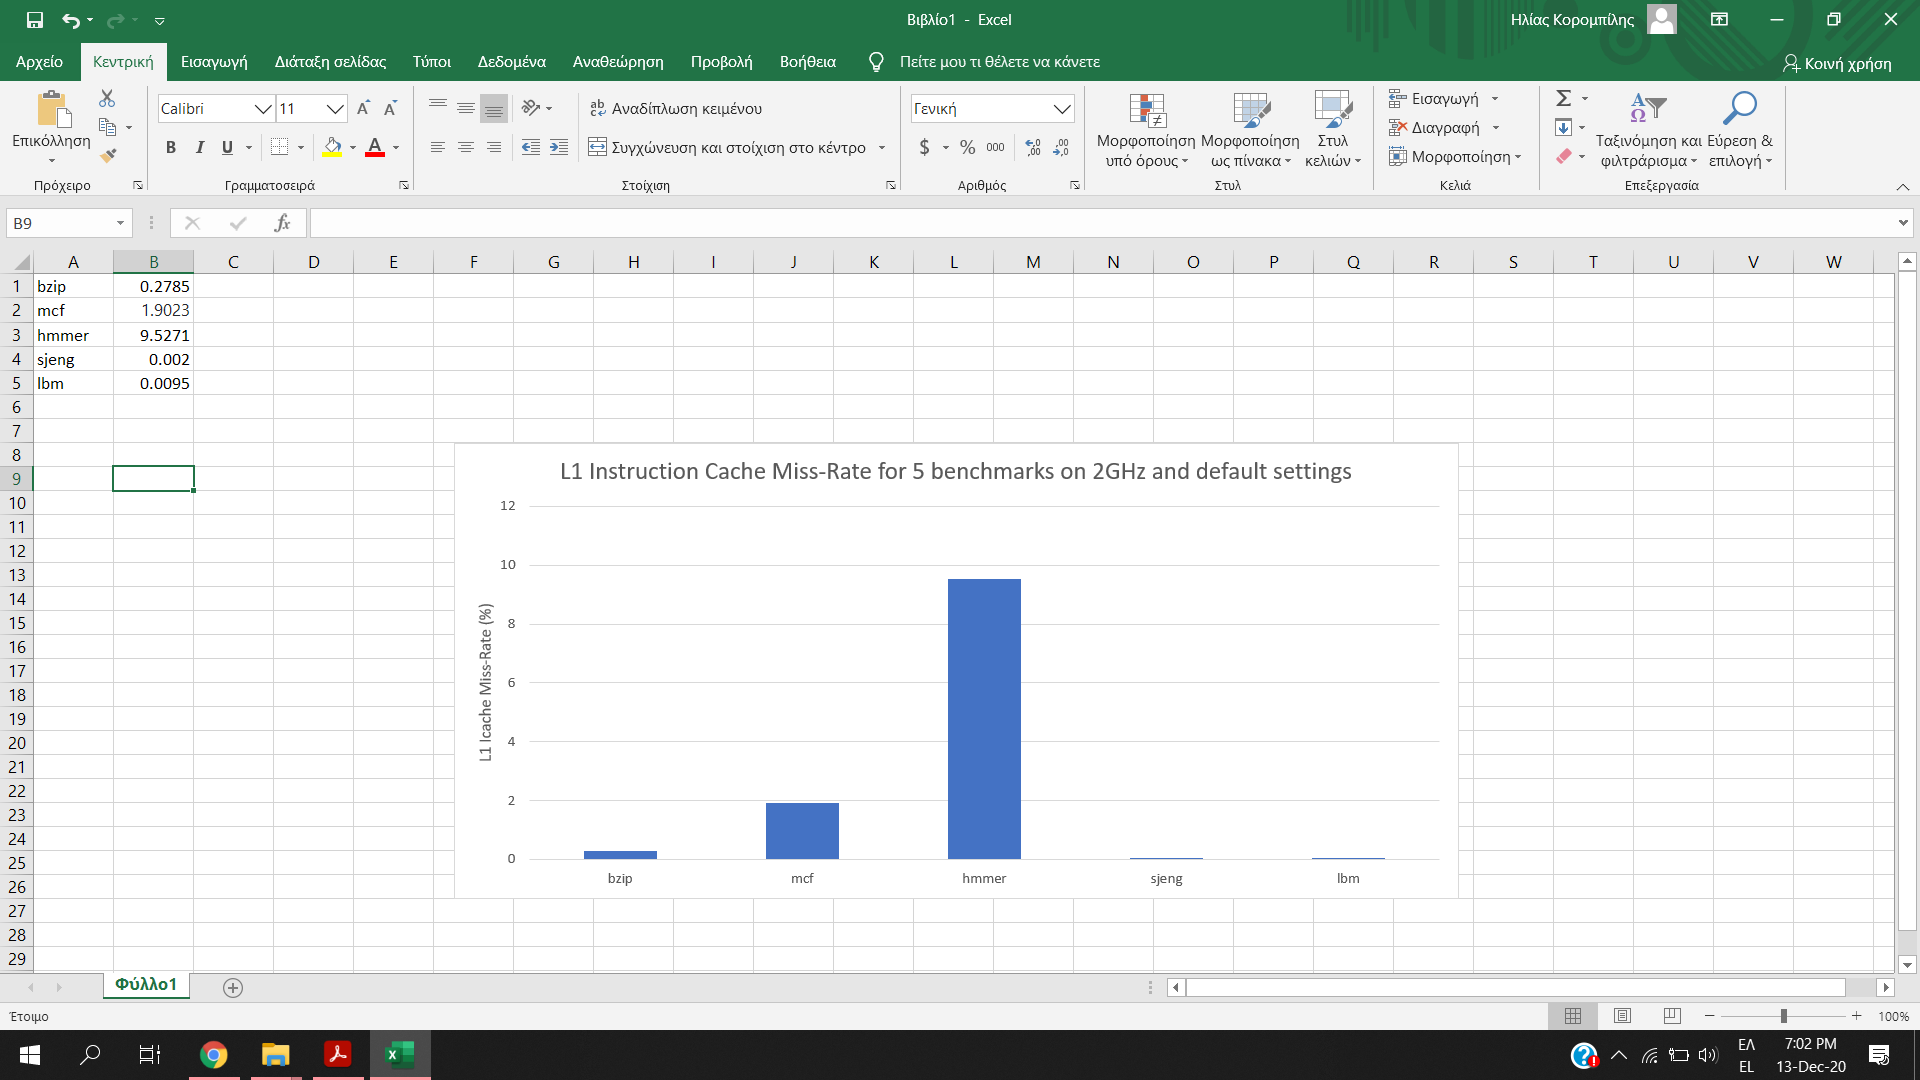 Βιβλίο1 - Excel
Ηλίας Κορομπίλης
Αρχείο Κεντρική Εισαγωγή Διάταξη σελίδας Τύποι Δεδομένα Αναθεώρηση Προβολή Βοήθεια Πείτε μου τι θέλετε να κάνετε Κοινή χρήση
Επικόλληση
Πρόχειρο
Calibri 11
B I U A
Γραμματοσειρά
Αναδίπλωση κειμένου
Συγχώνευση και στοίχιση στο κέντρο
Στοίχιση
Γενική
$ % 000
Αριθμός
Μορφοποίηση
υπό όρους
Μορφοποίηση
ως πίνακα
Στυλ
κελιών
Στυλ
Εισαγωγή
Διαγραφή
Μορφοποίηση
Κελιά
Ταξινόμηση και
φιλτράρισμα
Εύρεση &
επιλογή
Επεξεργασία
B9 fx
A B C D E F G H I J K L M N O P Q R S T U V W
1 bzip 0.2785
2 mcf 1.9023
3 hmmer 9.5271
4 sjeng 0.002
5 lbm 0.0095
6
7
8
9
10
11
12
13
14
15
16
17
18
19
20
21
22
23
24
25
26
27
28
29
L1 Instruction Cache Miss-Rate for 5 benchmarks on 2GHz and default settings
L1 Icache Miss-Rate (%)
12
10
8
6
4
2
0
bzip mcf hmmer sjeng lbm
Φύλλο1
Έτοιμο
100%
ΕΛ
EL
7:02 PM
13-Dec-20